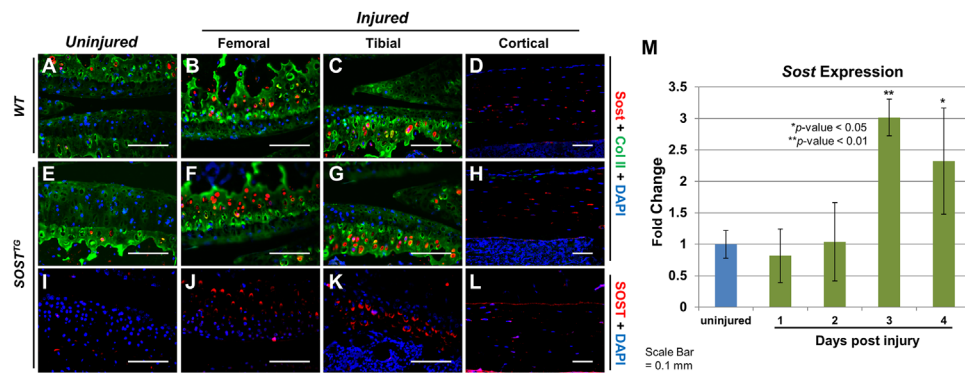 Injured
Uninjured
Femoral
Tibial
Cortical
WT
SOST^TG
A
B
C
D
E
F
G
H
I
J
K
L
Sost + Col II + DAPI
SOST + DAPI
M
Sost Expression
Fold Change
3.5
3
2.5
2
1.5
1
0.5
0
**
*
*p-value < 0.05
**p-value < 0.01
uninjured
1
2
3
4
Days post injury
Scale Bar
= 0.1 mm